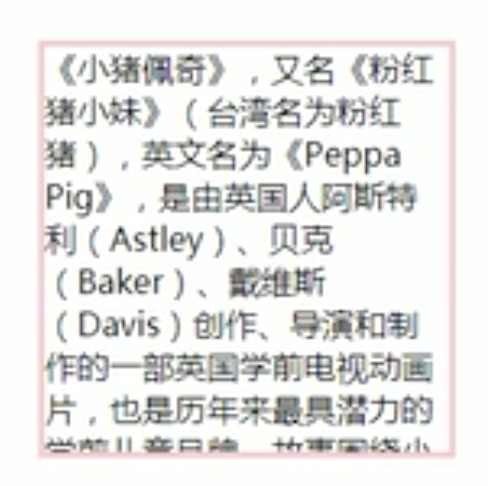 《小猪佩奇》，又名《粉红
猪小妹》（台湾名为粉红
猪），英文名为《Peppa
Pig》，是由英国人阿斯特
利（Astley）、贝克
（Baker）、戴维斯
（Davis）创作、导演和制
作的一部英国学前电视动画
片，也是历年来最具潜力的